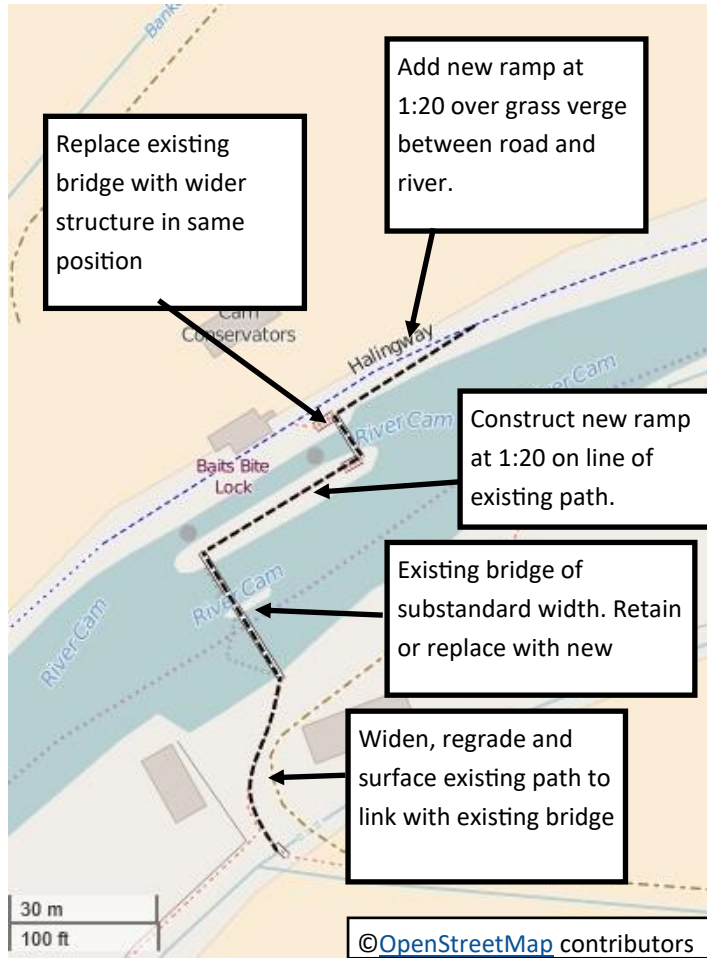 Banks
Add new ramp at
1:20 over grass verge
between road and
river.
Replace existing
bridge with wider
structure in same
position
Cam
Conservators
Halingway
River Cam
River Cam
Construct new ramp
at 1:20 on line of
existing path.
Baits Bite
Lock
Existing bridge of
substandard width. Retain
or replace with new
River Cam
River Cam
Widen, regrade and
surface existing path to
link with existing bridge
30 m
100 ft
©OpenStreetMap contributors